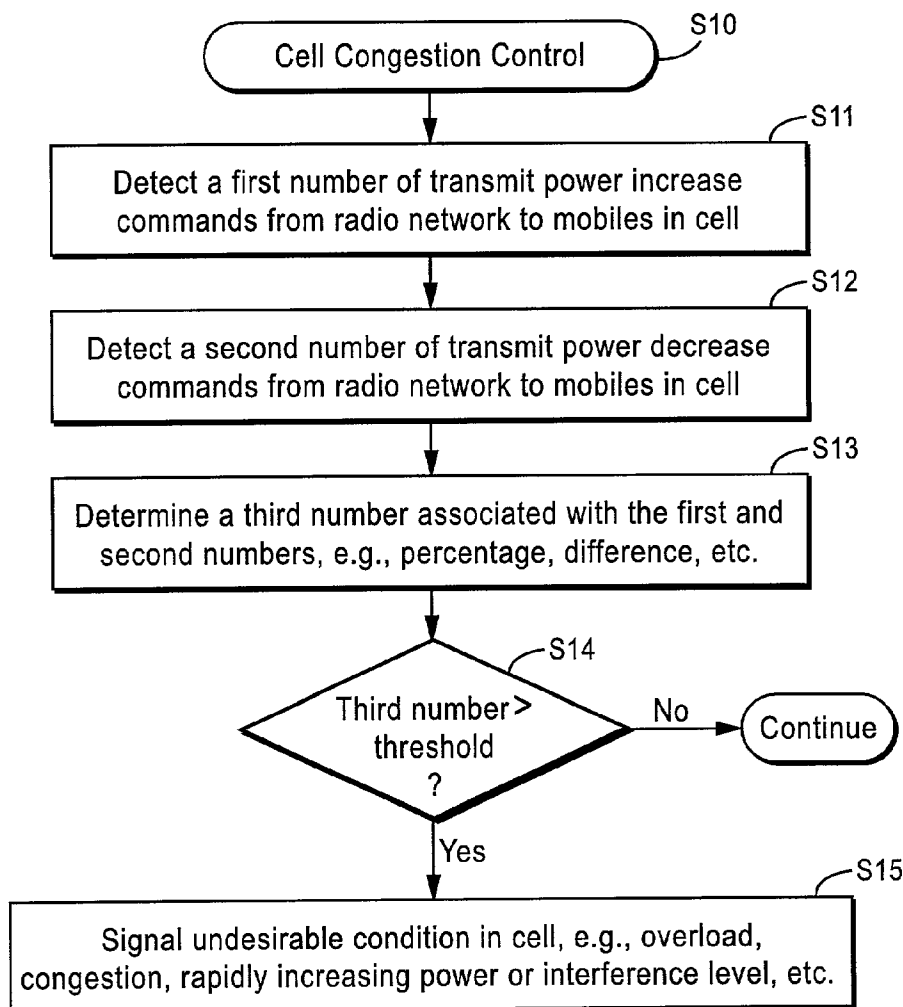 S10
Cell Congestion Control
S11
Detect a first number of transmit power increase
commands from radio network to mobiles in cell
S12
Detect a second number of transmit power decrease
commands from radio network to mobiles in cell
S13
Determine a third number associated with the first and
second numbers, e.g., percentage, difference, etc.
S14
Third number >
threshold
?
No
Continue
Yes
S15
Signal undesirable condition in cell, e.g., overload,
congestion, rapidly increasing power or interference level, etc.